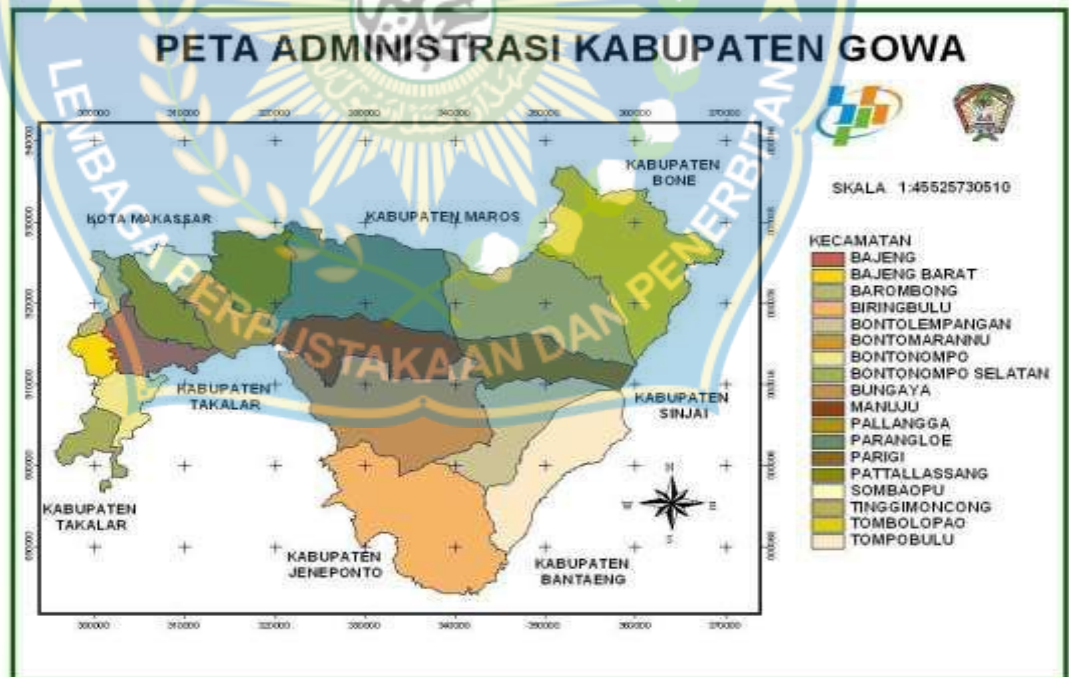 PETA ADMINISTRASI KABUPATEN GOWA
LEMBAGA PERPUSTAKAAN DAN PENERBITAN
SKALA 1:45525730510
KABUPATEN
BONE
KOTA MAKASSAR
KABUPATEN MAROS
KABUPATEN
TAKALAR
KABUPATEN
SINJAI
KABUPATEN
TAKALAR
KABUPATEN
JENEPONTO
KABUPATEN
BANTAENG
N
W
E
S
KECAMATAN
BAJENG
BAJENG BARAT
BAROMBONG
BIRINGBULU
BONTOLEMPANGAN
BONTOMARANNU
BONTONOMPO
BONTONOMPO SELATAN
BUNGAYA
MANUJU
PALLANGGA
PARANGLOE
PARIGI
PATTALLASSANG
SOMBAOPU
TINGGIMONCONG
TOMBOLOPAO
TOMPOBULU